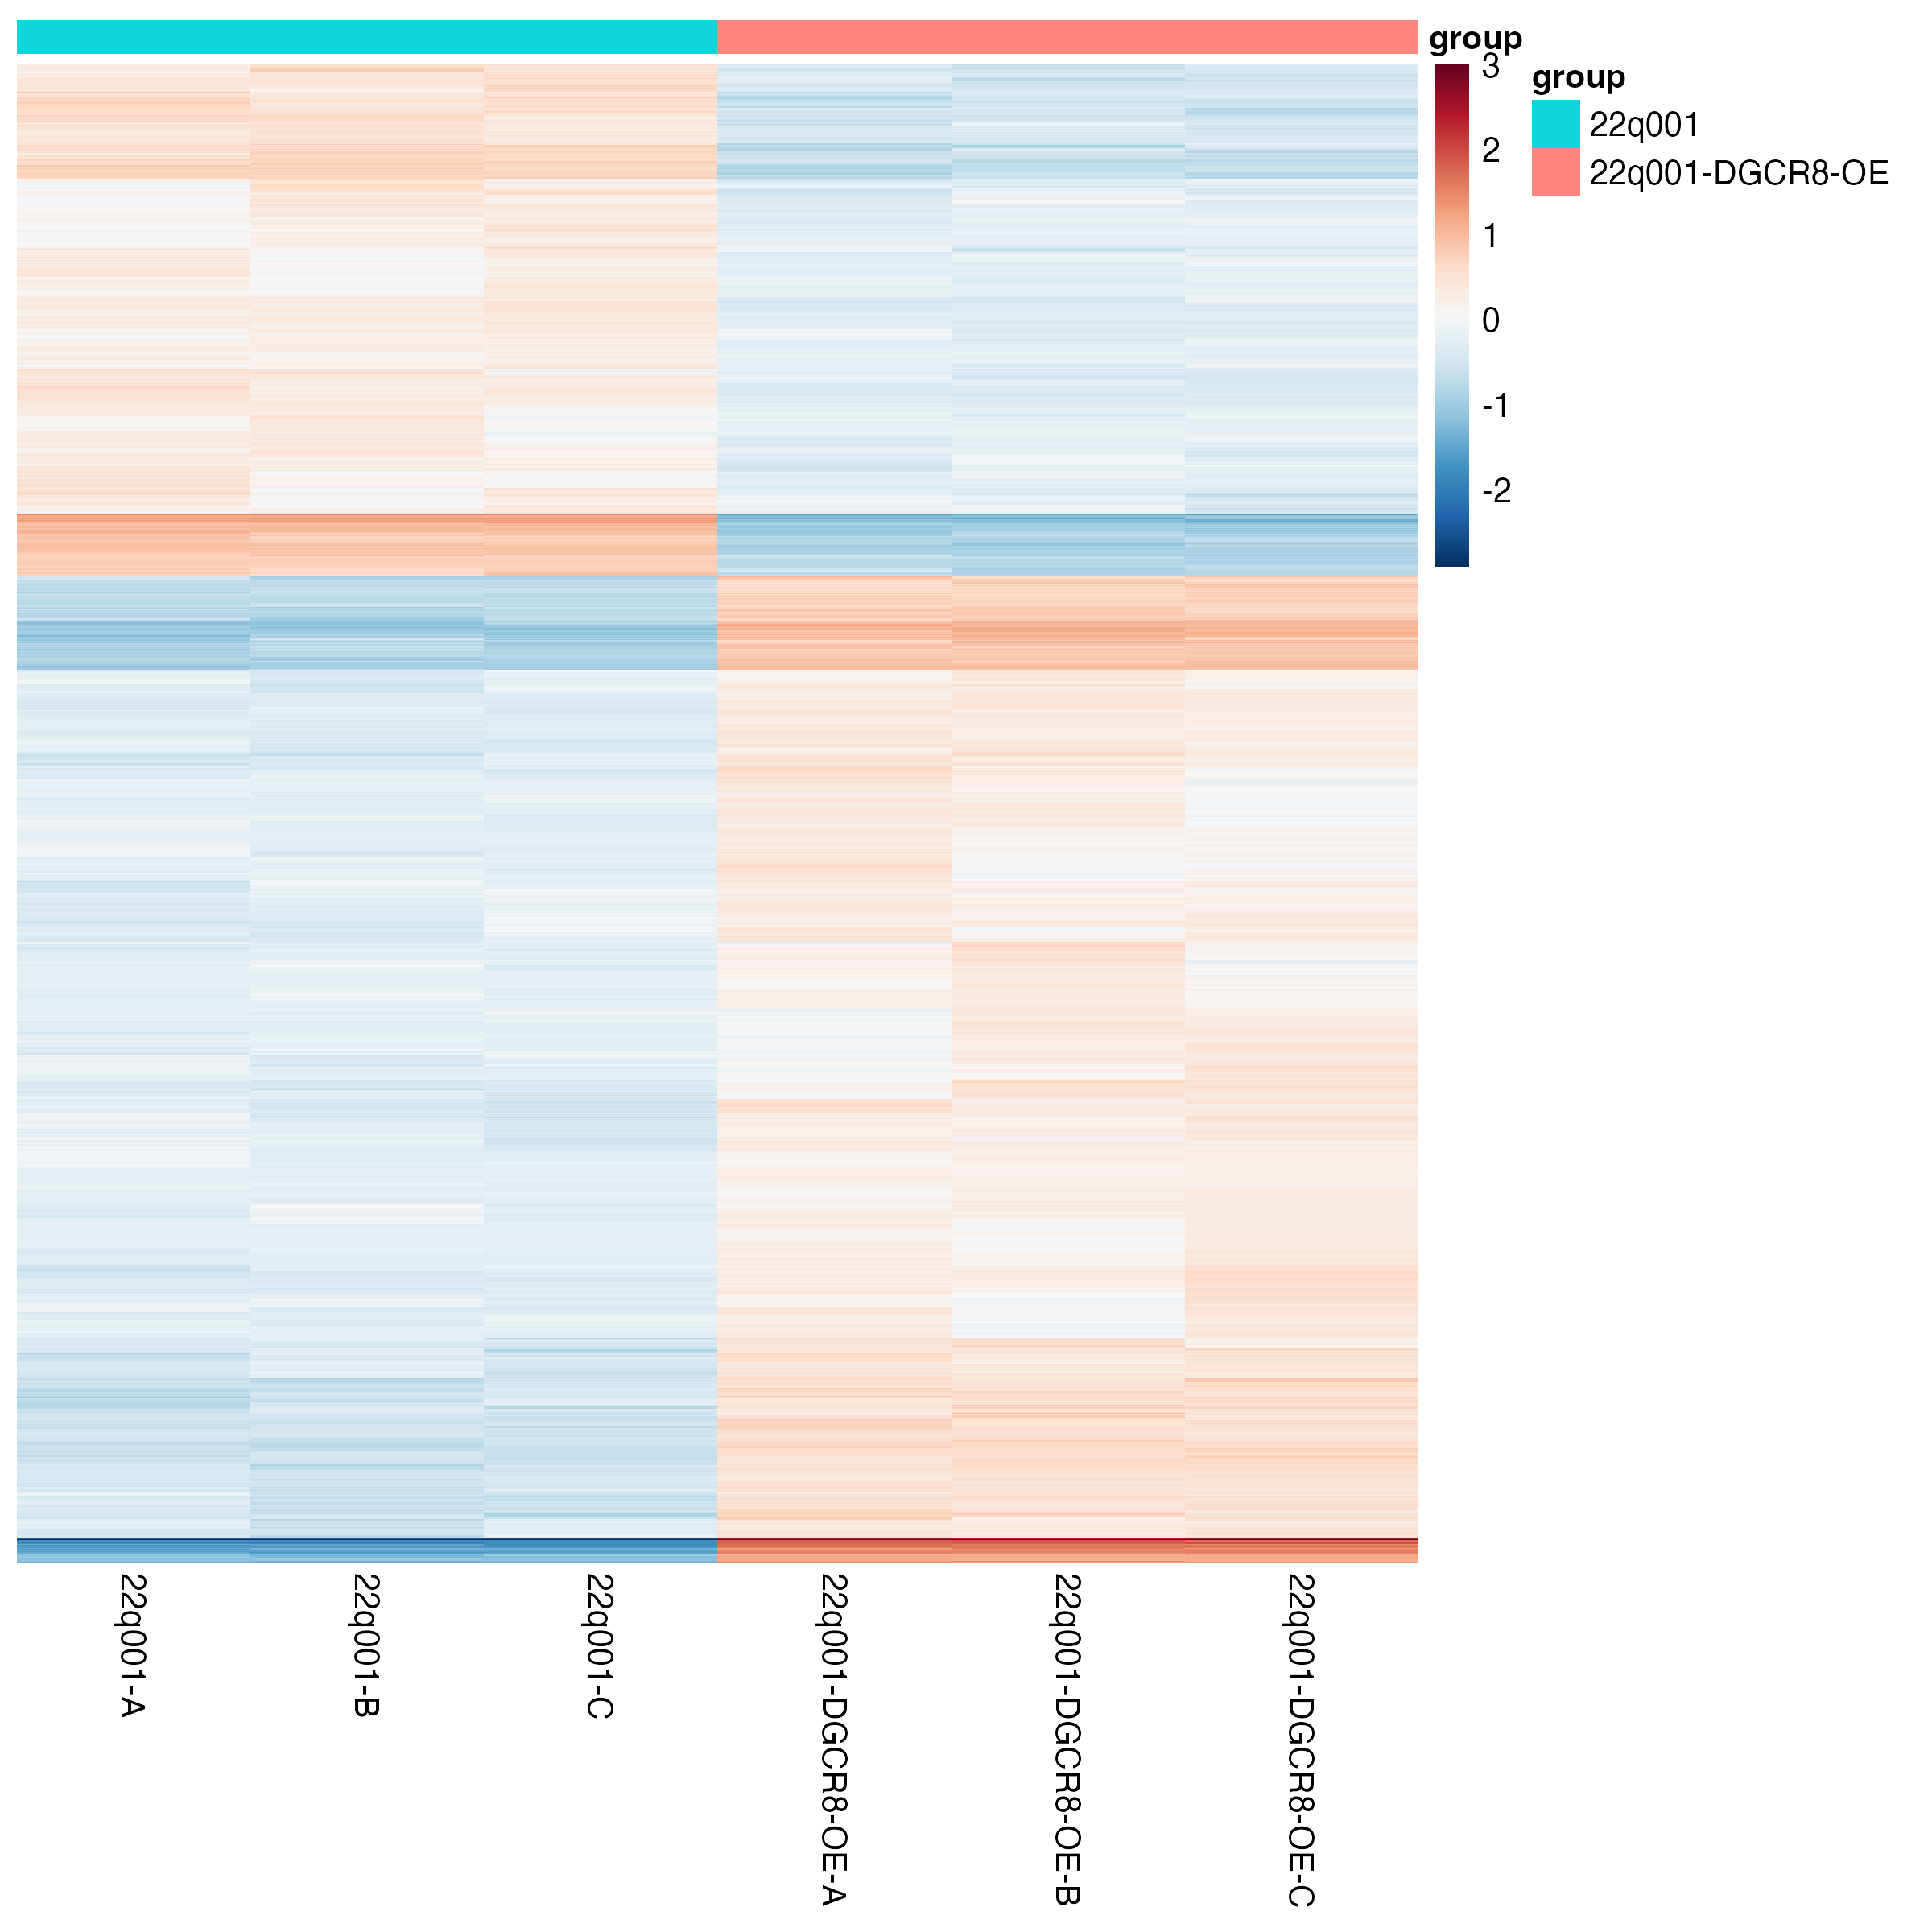 group
3
2
1
0
-1
-2
group
22q001
22q001-DGCR8-OE
22q001-A
22q001-B
22q001-C
22q001-DGCR8-OE-A
22q001-DGCR8-OE-B
22q001-DGCR8-OE-C